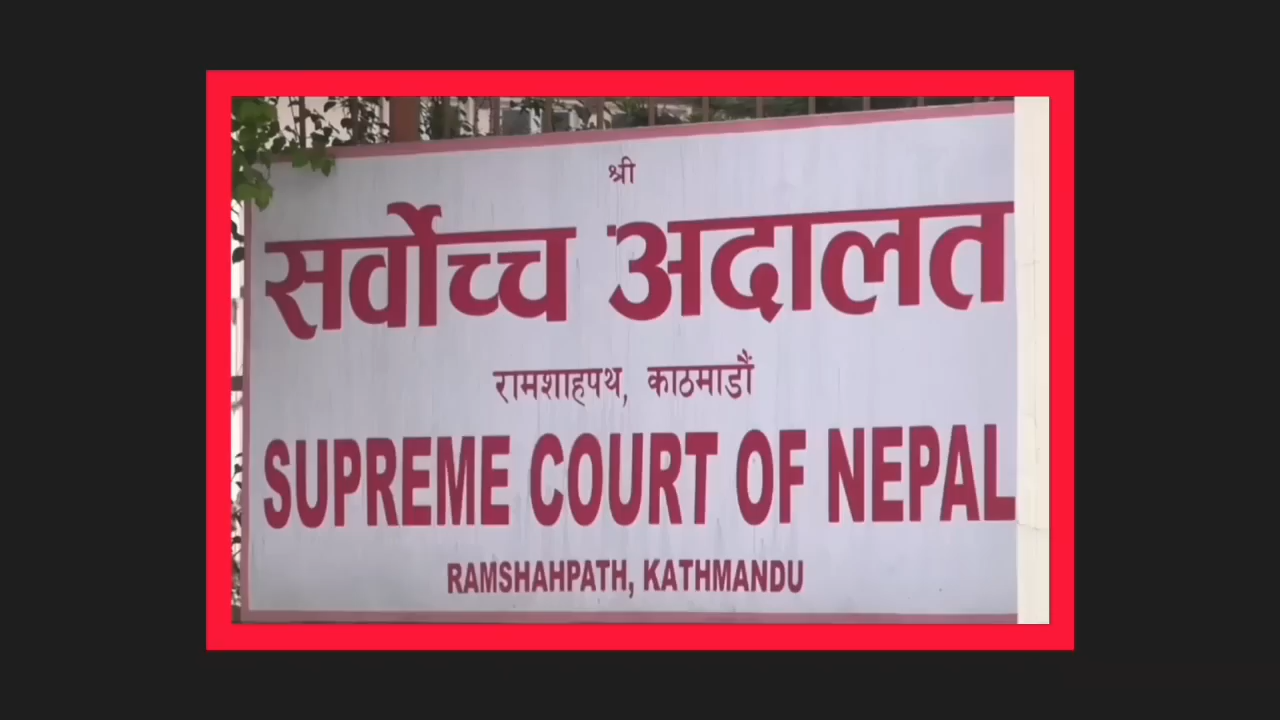 श्री
सर्वोच्च अदालत
रामशाहपथ, काठमाडौं
SUPREME COURT OF NEPAL
RAMSHAHPATH, KATHMANDU